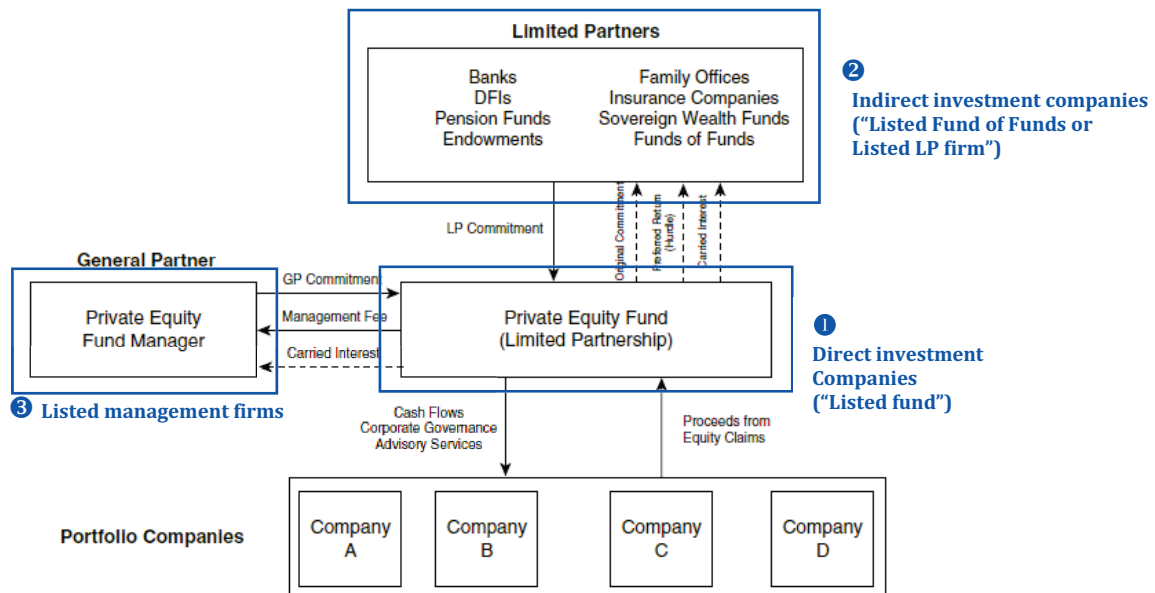 Limited Partners
Banks
DFIs
Pension Funds
Endowments
Family Offices
Insurance Companies
Sovereign Wealth Funds
Funds of Funds
❷
Indirect investment companies
(“Listed Fund of Funds or
Listed LP firm”)
LP Commitment
Original Commitment
Preferred Return
(Hurdle)
Carried Interest
General Partner
Private Equity
Fund Manager
GP Commitment
Management Fee
Carried Interest
Private Equity Fund
(Limited Partnership)
❶
Direct investment
Companies
(“Listed fund”)
❸ Listed management firms
Cash Flows
Corporate Governance
Advisory Services
Proceeds from
Equity Claims
Portfolio Companies
Company
A
Company
B
Company
C
Company
D